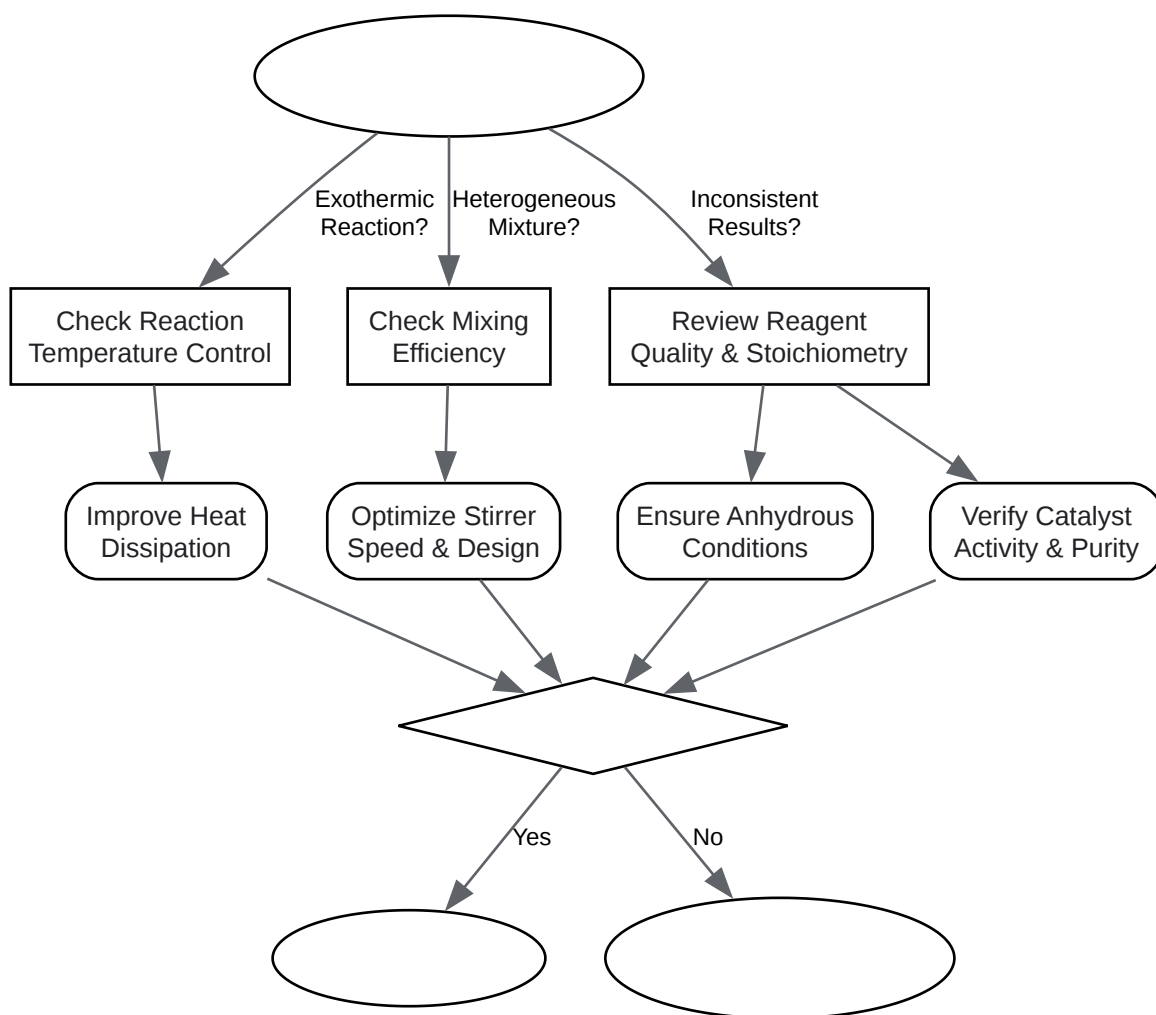 Exothermic
Reaction?
Heterogeneous
Mixture?
Inconsistent
Results?
Check Reaction
Temperature Control
Check Mixing
Efficiency
Review Reagent
Quality & Stoichiometry
Improve Heat
Dissipation
Optimize Stirrer
Speed & Design
Ensure Anhydrous
Conditions
Verify Catalyst
Activity & Purity
Yes
No